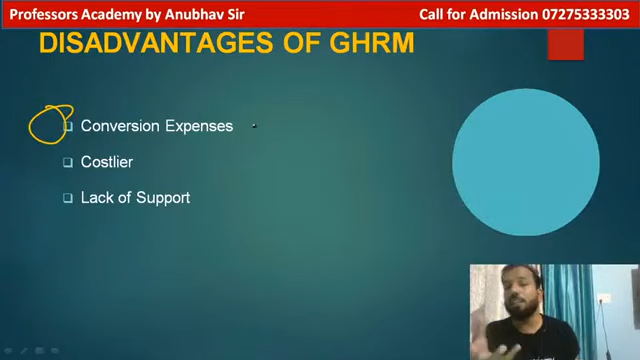 Professors Academy by Anubhav Sir
Call for Admission 07275333303
DISADVANTAGES OF GHRM
Conversion Expenses
Costlier
Lack of Support